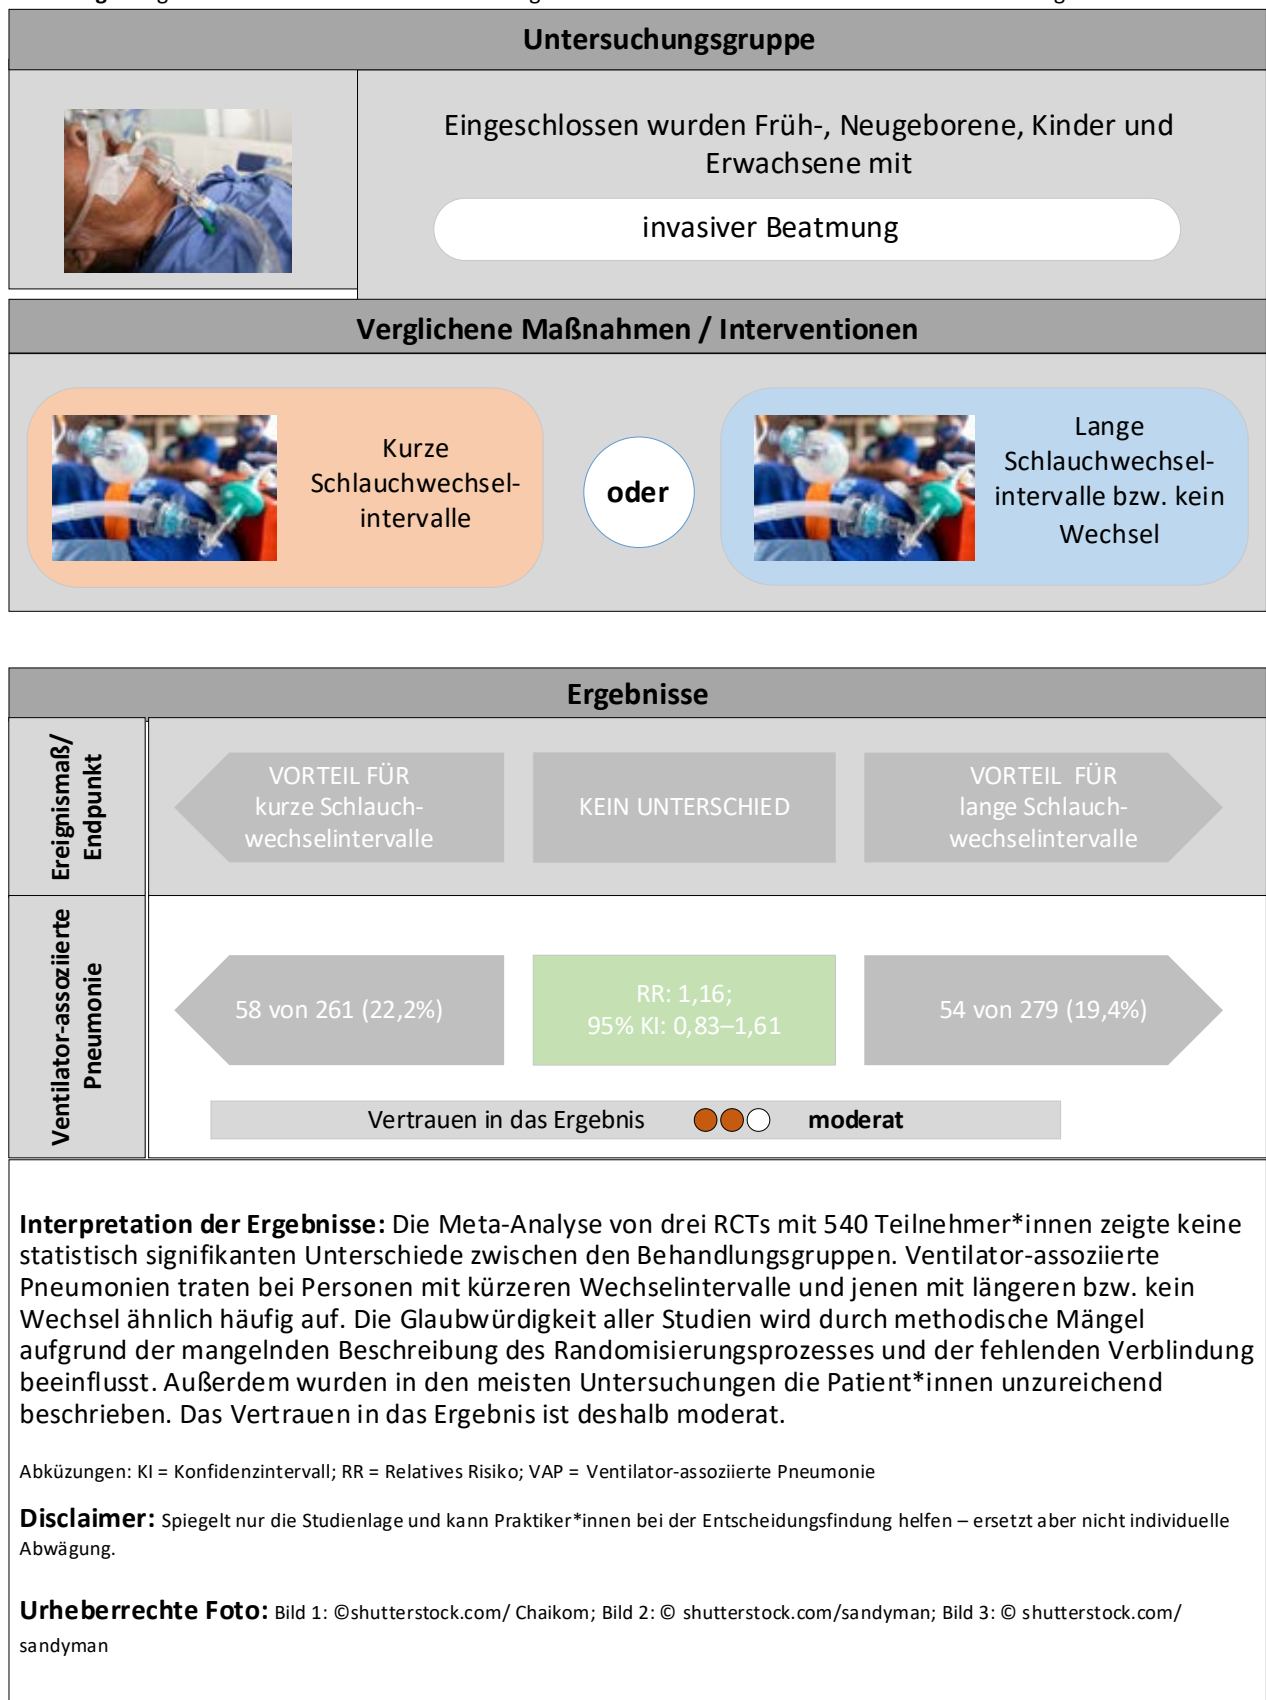 Untersuchungsgruppe
Eingeschlossen wurden Früh-, Neugeborene, Kinder und
Erwachsene mit
invasiver Beatmung
Verglichene Maßnahmen / Interventionen
Kurze
Schlauchwechsel-
intervalle
oder
Lange
Schlauchwechsel-
intervalle bzw. kein
Wechsel
Ergebnisse
Ereignismaß/
Endpunkt
VORTEIL FÜR
kurze Schlauch-
wechselintervalle
KEIN UNTERSCHIED
VORTEIL FÜR
lange Schlauch-
wechselintervalle
Ventilator-assoziierte
Pneumonie
58 von 261 (22,2%)
RR: 1,16;
95% KI: 0,83–1,61
54 von 279 (19,4%)
Vertrauen in das Ergebnis moderat
Interpretation der Ergebnisse: Die Meta-Analyse von drei RCTs mit 540 Teilnehmer*innen zeigte keine
statistisch signifikanten Unterschiede zwischen den Behandlungsgruppen. Ventilator-assoziierte
Pneumonien traten bei Personen mit kürzeren Wechselintervalle und jenen mit längeren bzw. kein
Wechsel ähnlich häufig auf. Die Glaubwürdigkeit aller Studien wird durch methodische Mängel
aufgrund der mangelnden Beschreibung des Randomisierungsprozesses und der fehlenden Verblindung
beeinflusst. Außerdem wurden in den meisten Untersuchungen die Patient*innen unzureichend
beschrieben. Das Vertrauen in das Ergebnis ist deshalb moderat.
Abküzungen: KI = Konfidenzintervall; RR = Relatives Risiko; VAP = Ventilator-assoziierte Pneumonie
Disclaimer: Spiegelt nur die Studienlage und kann Praktiker*innen bei der Entscheidungsfindung helfen – ersetzt aber nicht individuelle
Abwägung.
Urheberrechte Foto: Bild 1: ©shutterstock.com/ Chaikom; Bild 2: © shutterstock.com/sandyman; Bild 3: © shutterstock.com/
sandyman